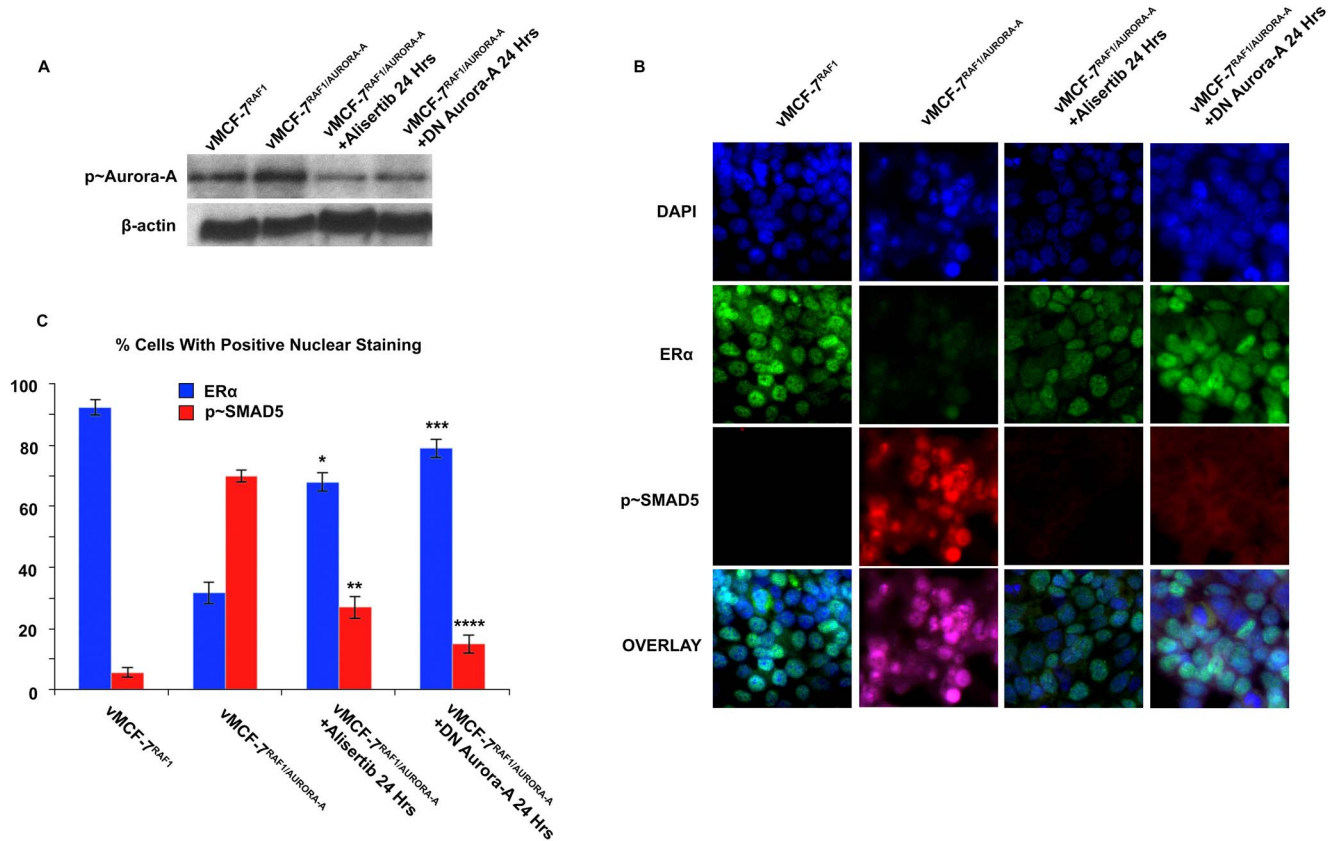 A
vMCF-7RAF1
vMCF-7RAF1/AURORA-A
vMCF-7RAF1/AURORA-A
+Alisertib 24 Hrs
vMCF-7RAF1/AURORA-A
+DN Aurora-A 24 Hrs
p~Aurora-A
β-actin
B
vMCF-7RAF1
vMCF-7RAF1/AURORA-A
vMCF-7RAF1/AURORA-A
+Alisertib 24 Hrs
vMCF-7RAF1/AURORA-A
+DN Aurora-A 24 Hrs
DAPI
ERα
p~SMAD5
OVERLAY
C
% Cells With Positive Nuclear Staining
ERα
p~SMAD5
100
80
60
40
20
0
*
**
***
****
vMCF-7RAF1
vMCF-7RAF1/AURORA-A
vMCF-7RAF1/AURORA-A
+Alisertib 24 Hrs
vMCF-7RAF1/AURORA-A
+DN Aurora-A 24 Hrs